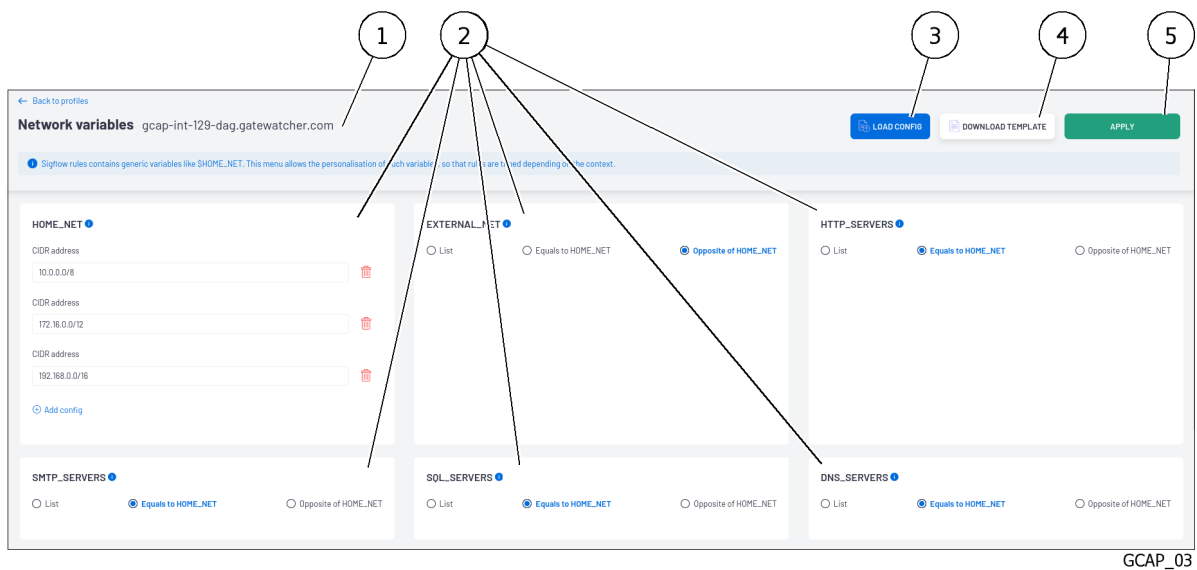 1 2 3 4 5
Back to profiles
Network variables gcap-int-129-dag.gatewatcher.com
LOAD CONFIG DOWNLOAD TEMPLATE APPLY
Sigflow rules contains generic variables like $HOME_NET. This menu allows the personalisation of such variables, so that rules are tuned depending on the context.
HOME_NET EXTERNAL_NET HTTP_SERVERS
CIDR address List Equals to HOME_NET Opposite of HOME_NET List Equals to HOME_NET Opposite of HOME_NET
10.0.0.0/8
CIDR address
172.16.0.0/12
CIDR address
192.168.0.0/16
Add config
SMTP_SERVERS SQL_SERVERS DNS_SERVERS
List Equals to HOME_NET Opposite of HOME_NET List Equals to HOME_NET Opposite of HOME_NET List Equals to HOME_NET Opposite of HOME_NET
GCAP_03